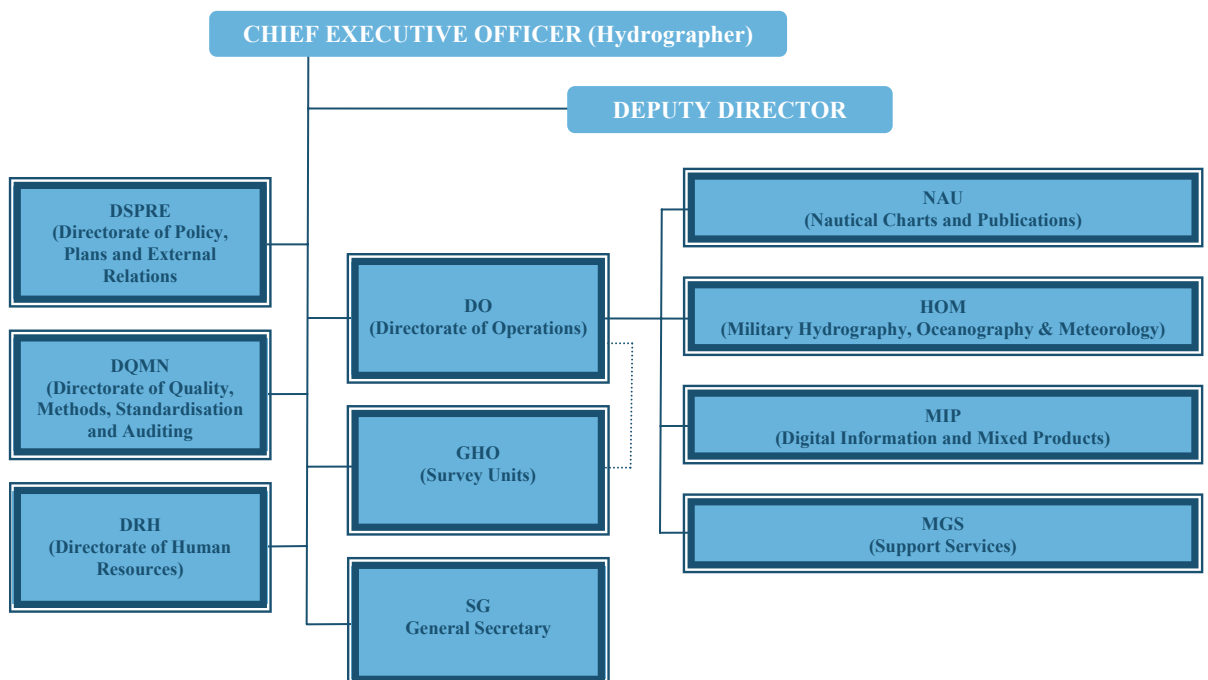 CHIEF EXECUTIVE OFFICER (Hydrographer)
DEPUTY DIRECTOR
DSPRE
(Directorate of Policy,
Plans and External
Relations
DQMN
(Directorate of Quality,
Methods, Standardisation
and Auditing
DRH
(Directorate of Human
Resources)
DO
(Directorate of Operations)
GHO
(Survey Units)
SG
General Secretary
NAU
(Nautical Charts and Publications)
HOM
(Military Hydrography, Oceanography & Meteorology)
MIP
(Digital Information and Mixed Products)
MGS
(Support Services)